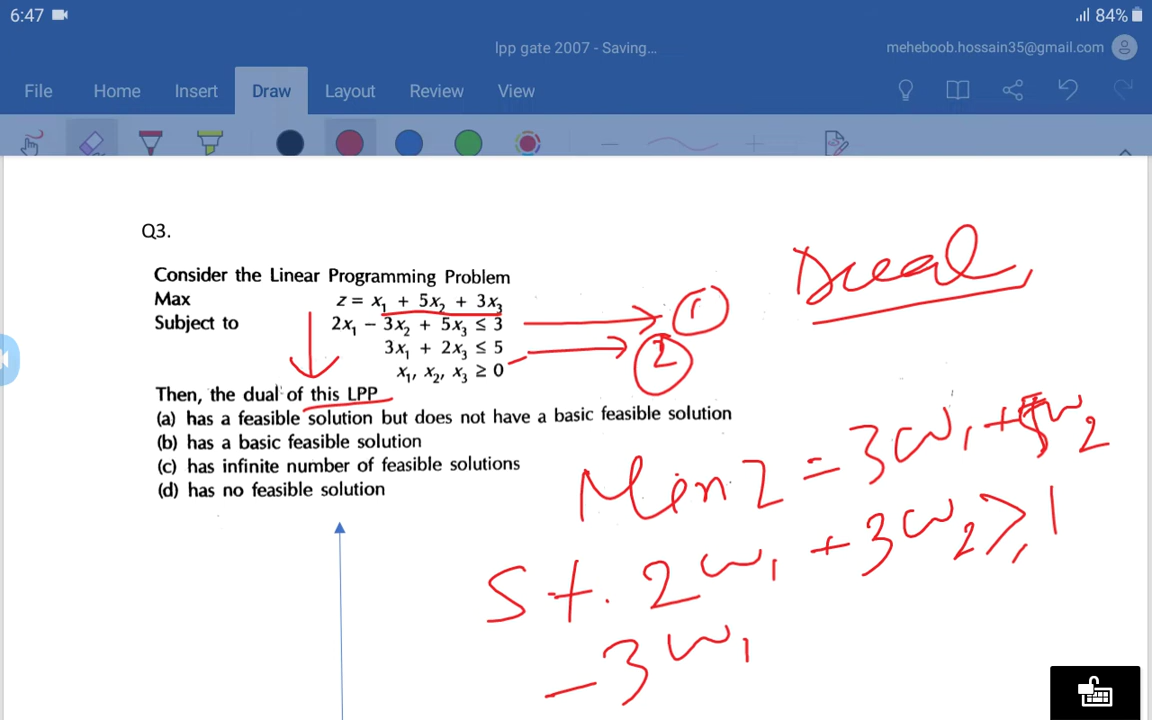 6:47
84%
lpp gate 2007 - Saving...
meheboob.hossain35@gmail.com
File Home Insert Draw Layout Review View
Q3.
Consider the Linear Programming Problem
Max z = x₁ + 5x₂ + 3x₃
Subject to 2x₁ − 3x₂ + 5x₃ ≤ 3
3x₁ + 2x₃ ≤ 5
x₁, x₂, x₃ ≥ 0
Then, the dual of this LPP
(a) has a feasible solution but does not have a basic feasible solution
(b) has a basic feasible solution
(c) has infinite number of feasible solutions
(d) has no feasible solution
1
2
Dual
Min Z = 3w₁ + 5w₂
St. 2w₁ + 3w₂ ≥ 1
-3w₁